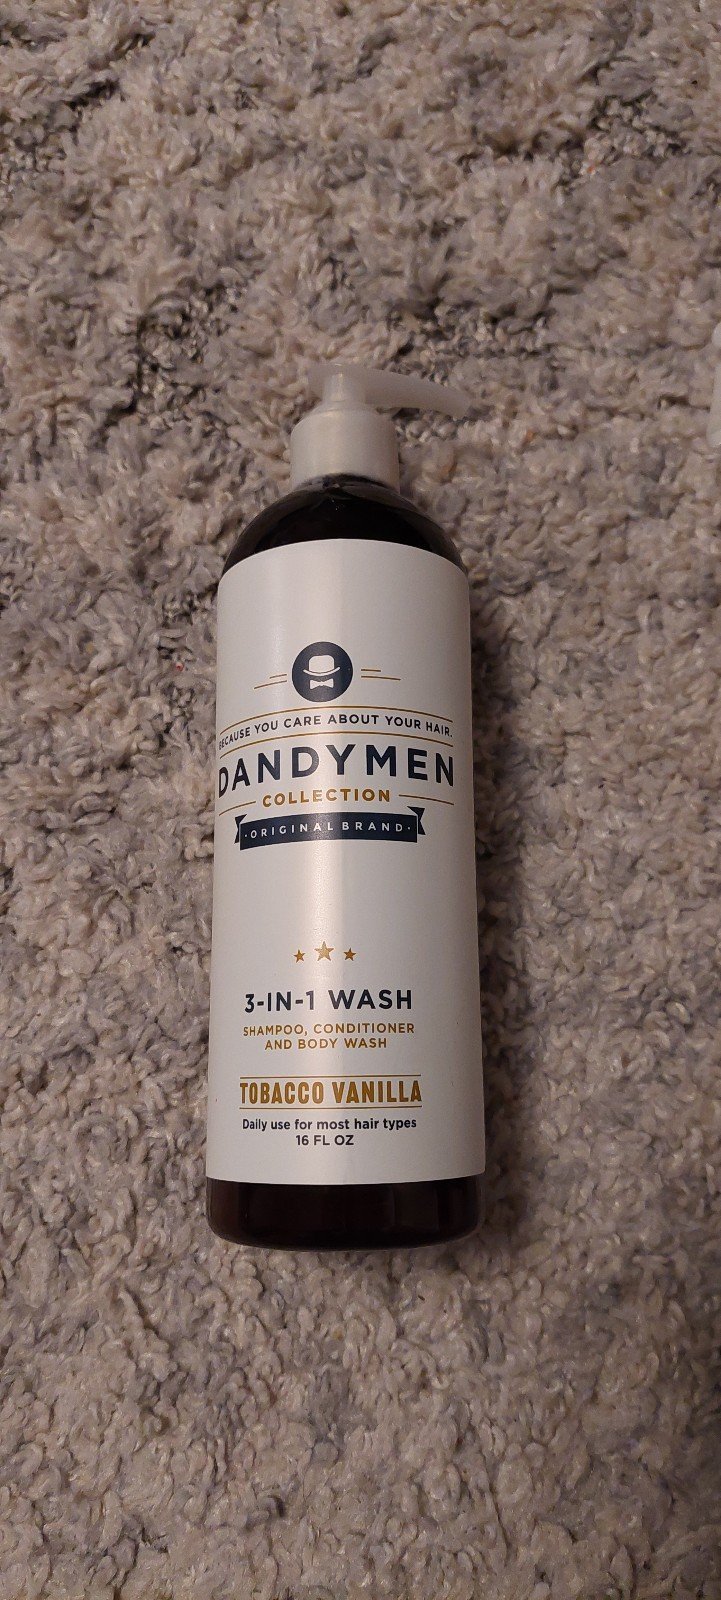 BECAUSE YOU CARE ABOUT YOUR HAIR.
DANDYMEN
COLLECTION
·ORIGINAL BRAND·
3-IN-1 WASH
SHAMPOO, CONDITIONER
AND BODY WASH
TOBACCO VANILLA
Daily use for most hair types
16 FL OZ